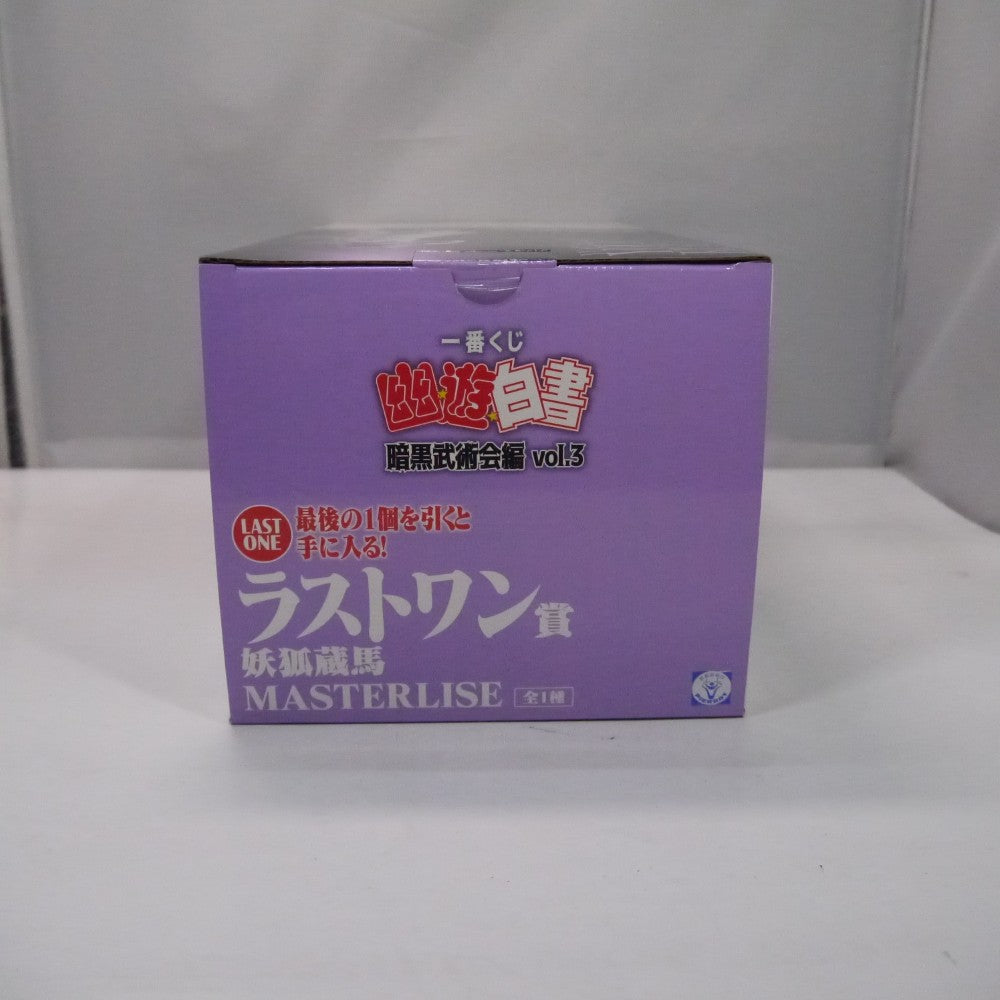 一番くじ
幽☆遊☆白書
暗黒武術会編 vol.3
LAST
ONE
最後の1個を引くと
手に入る!
ラストワン賞
妖狐蔵馬
MASTERLISE 全1種